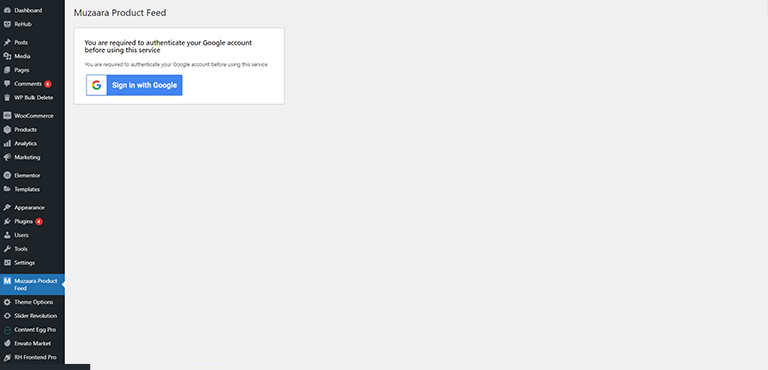 Dashboard
ReHub
Posts
Media
Pages
Comments 6
WP Bulk Delete
WooCommerce
Products
Analytics
Marketing
Elementor
Templates
Appearance
Plugins 4
Users
Tools
Settings
M Muzaara Product
Feed
Theme Options
Slider Revolution
Content Egg Pro
Envato Market
RH Frontend Pro
Muzaara Product Feed
You are required to authenticate your Google account
before using this service
You are required to authenticate your Google account before using this service
G Sign in with Google